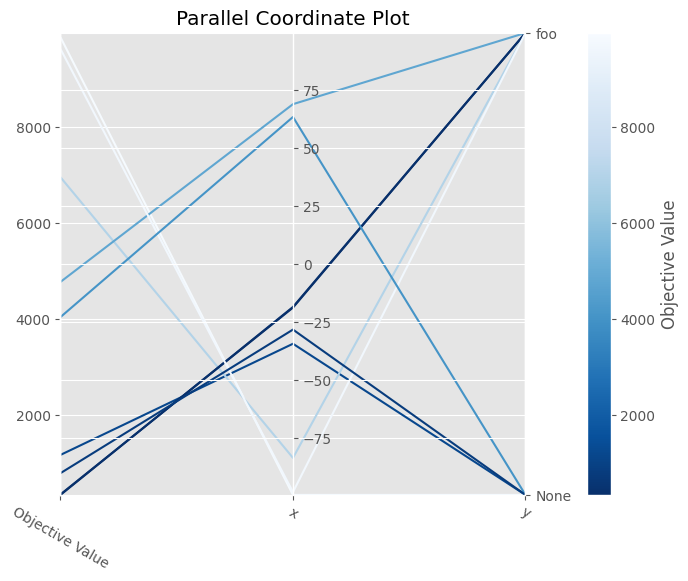 Parallel Coordinate Plot
foo
75
8000
8000
50
6000
25
6000
0
Objective Value
4000
−25
4000
−50
2000
−75
2000
None
Objective Value
x
y